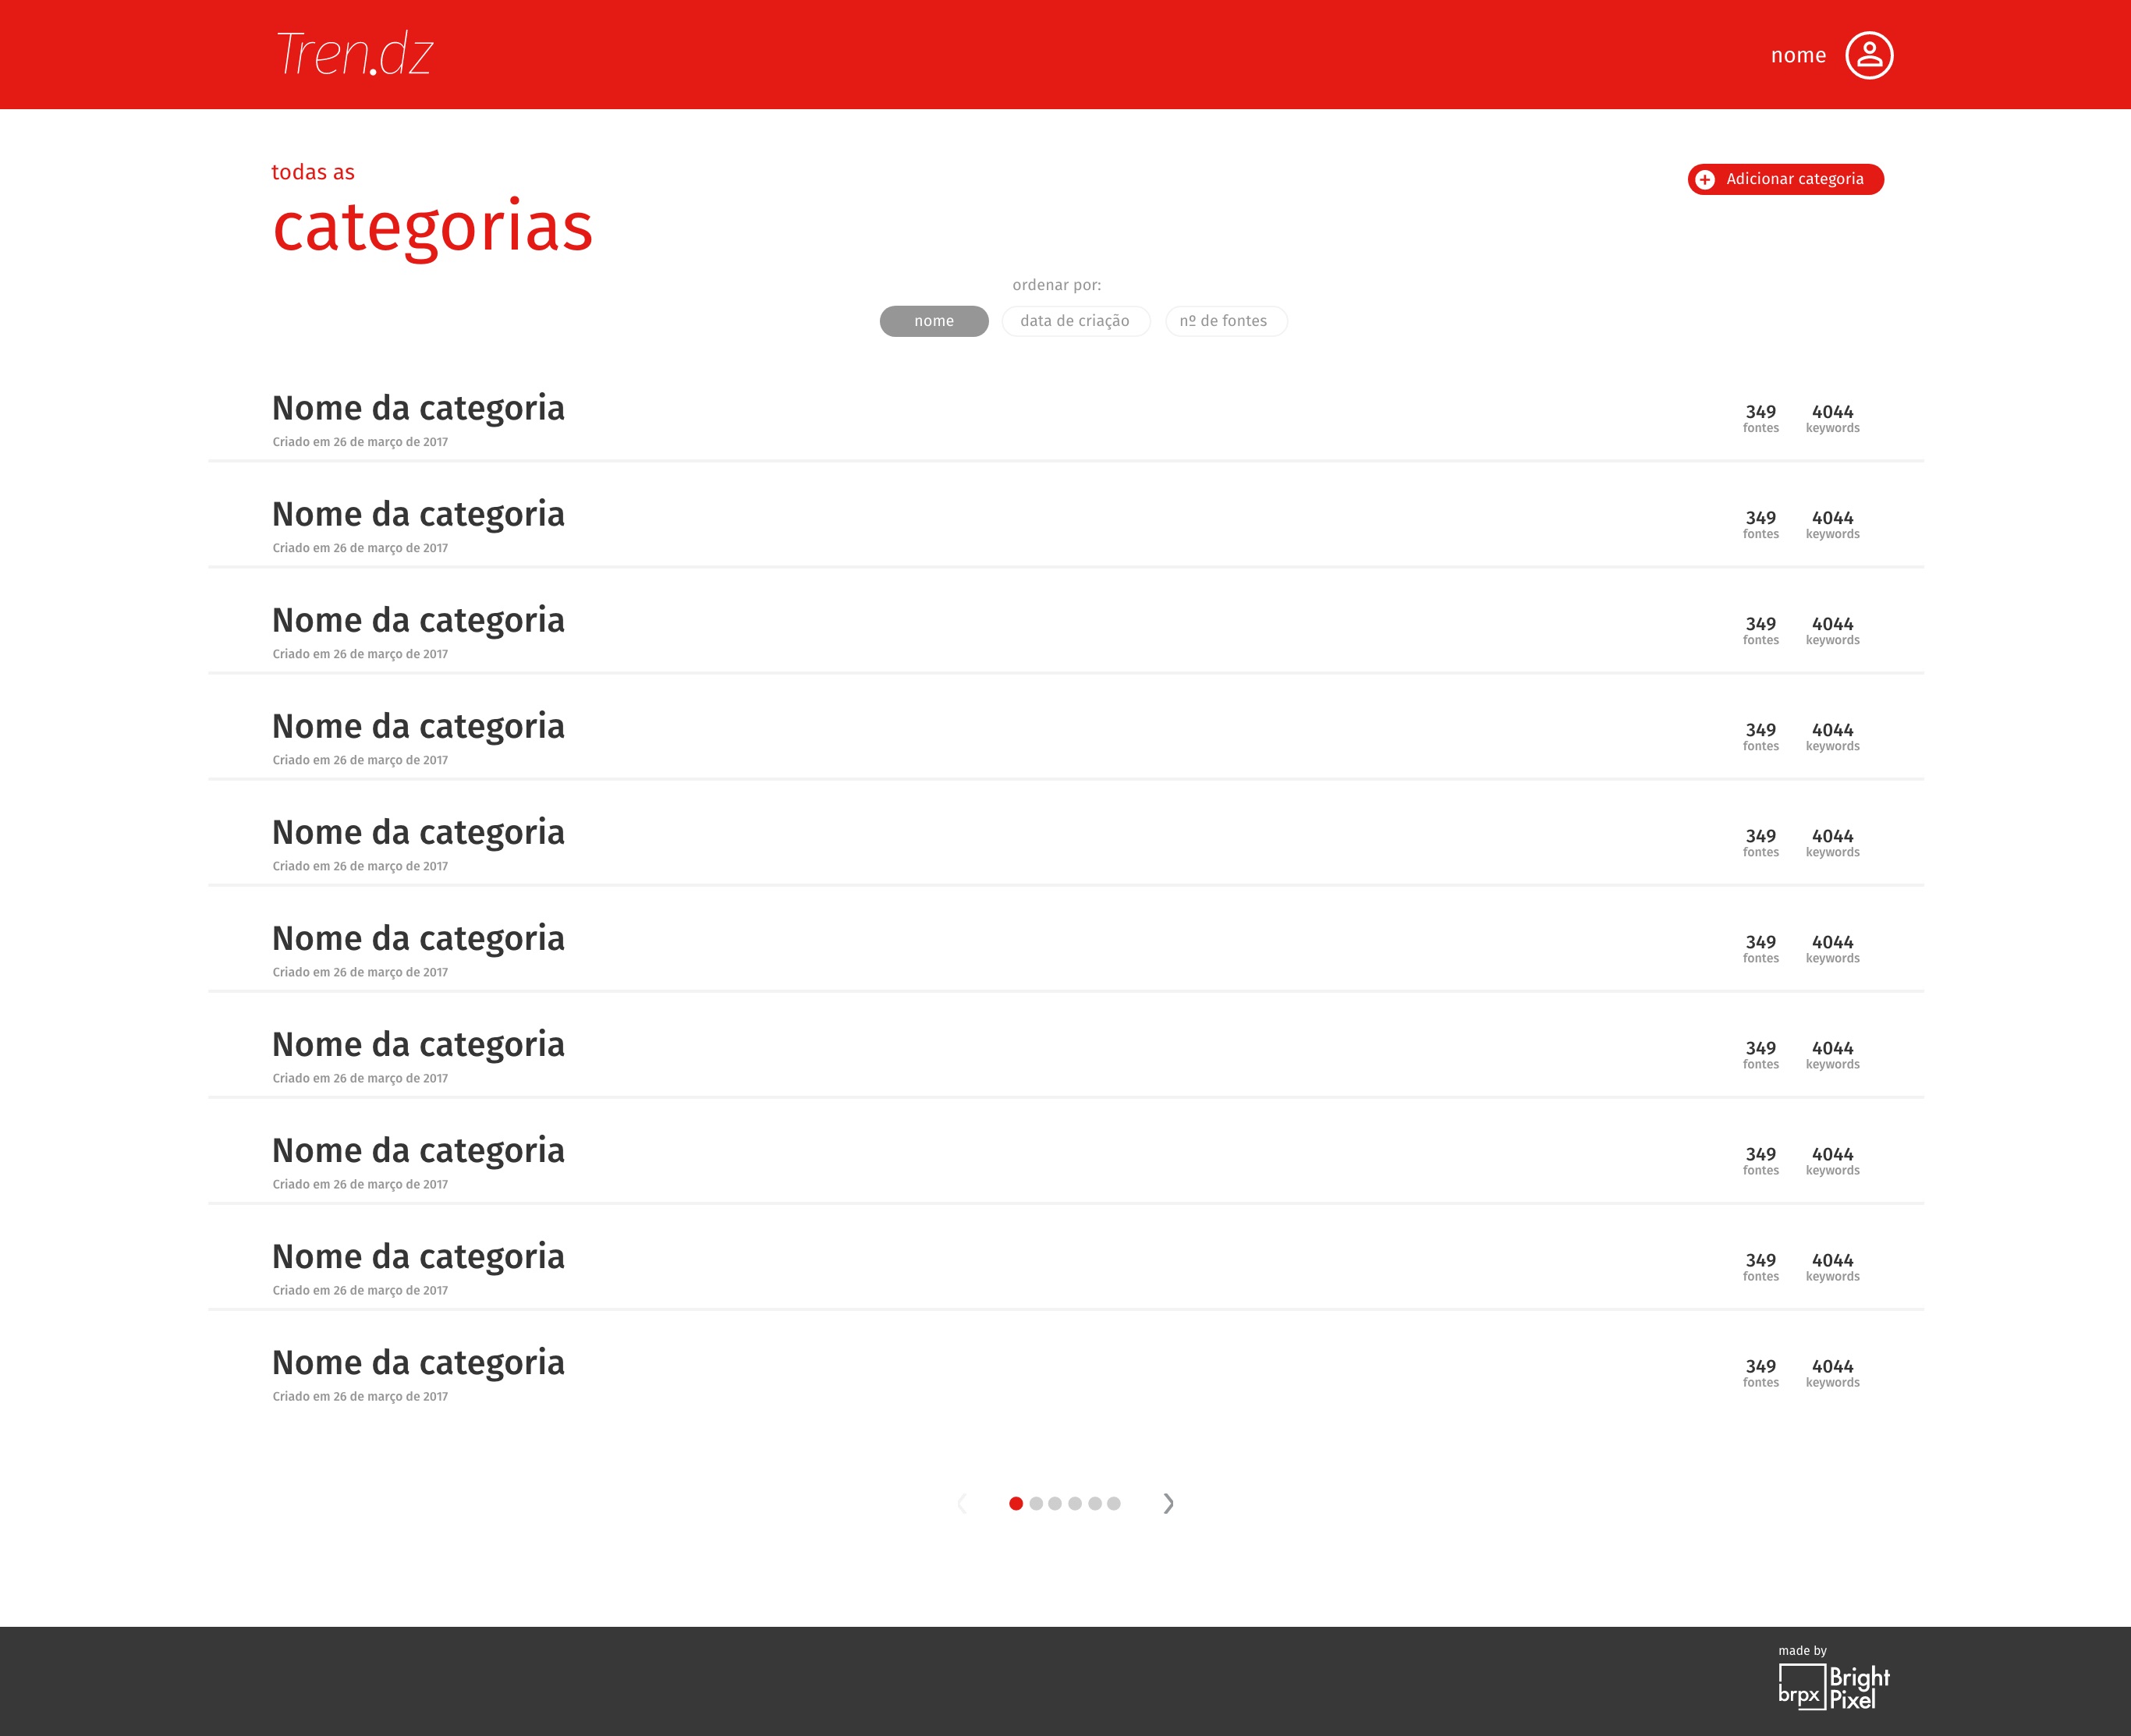 Tren.dz
nome
todas as
categorias
Adicionar categoria
ordenar por:
nome
data de criação
nº de fontes
Nome da categoria
Criado em 26 de março de 2017
349
fontes
4044
keywords
Nome da categoria
Criado em 26 de março de 2017
349
fontes
4044
keywords
Nome da categoria
Criado em 26 de março de 2017
349
fontes
4044
keywords
Nome da categoria
Criado em 26 de março de 2017
349
fontes
4044
keywords
Nome da categoria
Criado em 26 de março de 2017
349
fontes
4044
keywords
Nome da categoria
Criado em 26 de março de 2017
349
fontes
4044
keywords
Nome da categoria
Criado em 26 de março de 2017
349
fontes
4044
keywords
Nome da categoria
Criado em 26 de março de 2017
349
fontes
4044
keywords
Nome da categoria
Criado em 26 de março de 2017
349
fontes
4044
keywords
Nome da categoria
Criado em 26 de março de 2017
349
fontes
4044
keywords
made by
brpx
Bright
Pixel